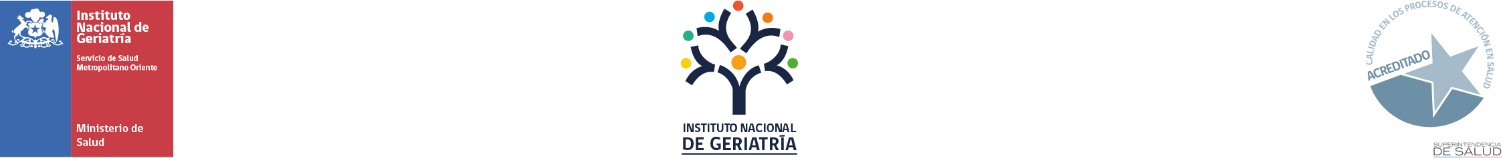 Instituto
Nacional de
Geriatría
Servicio de Salud
Metropolitano Oriente
Ministerio de
Salud
INSTITUTO NACIONAL
DE GERIATRÍA
CALIDAD EN LOS PROCESOS DE ATENCIÓN EN SALUD
ACREDITADO
SUPERINTENDENCIA
DE SALUD